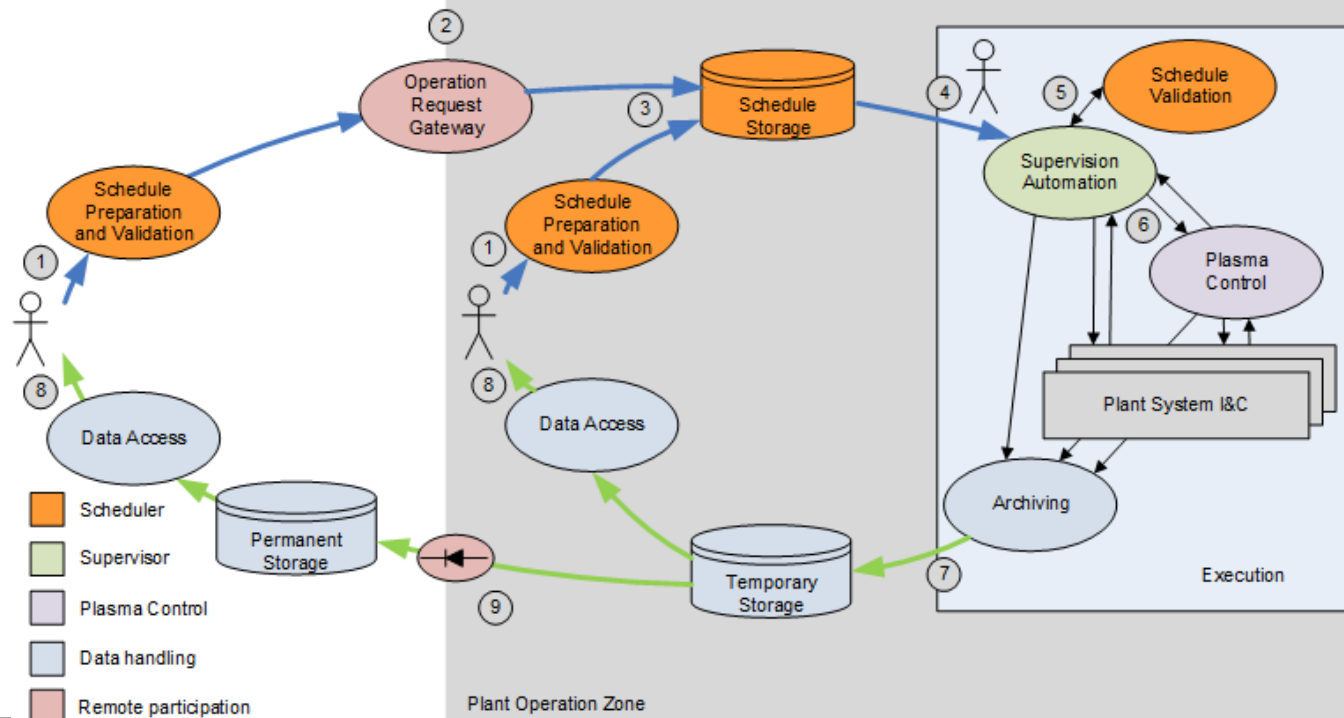 2
Operation
Request
Gateway
3
Schedule
Storage
4
5
Schedule
Validation
Supervision
Automation
6
Plasma
Control
Plant System I&C
Archiving
Execution
7
Schedule
Preparation
and Validation
1
Schedule
Preparation
and Validation
1
8
Data Access
8
Data Access
Permanent
Storage
9
Temporary
Storage
Scheduler
Supervisor
Plasma Control
Data handling
Remote participation
Plant Operation Zone